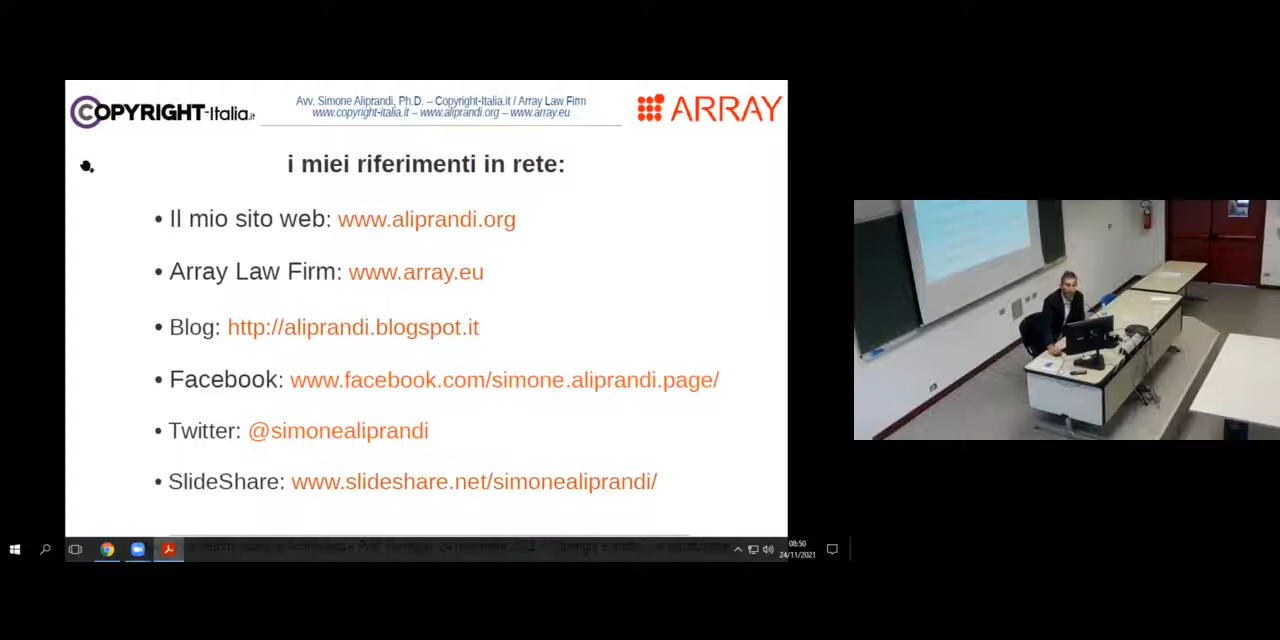 COPYRIGHT-Italia.it
Avv. Simone Aliprandi, Ph.D. – Copyright-Italia.it / Array Law Firm
www.copyright-italia.it – www.aliprandi.org – www.array.eu
ARRAY
i miei riferimenti in rete:
• Il mio sito web: www.aliprandi.org
• Array Law Firm: www.array.eu
• Blog: http://aliprandi.blogspot.it
• Facebook: www.facebook.com/simone.aliprandi.page/
• Twitter: @simonealiprandi
• SlideShare: www.slideshare.net/simonealiprandi/
08:50
24/11/2021